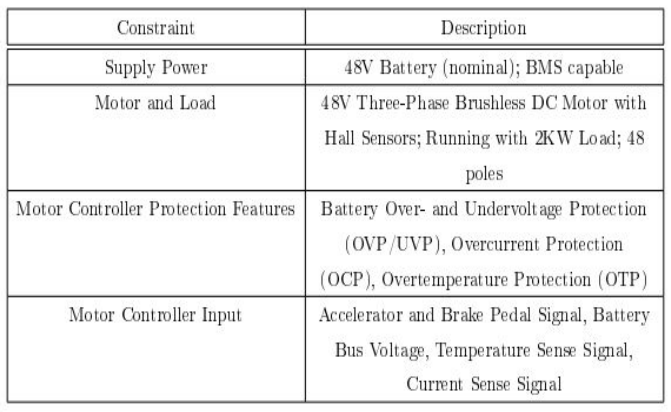 Constraint Description
Supply Power 48V Battery (nominal); BMS capable
Motor and Load 48V Three-Phase Brushless DC Motor with
Hall Sensors; Running with 2KW Load; 48
poles
Motor Controller Protection Features Battery Over- and Undervoltage Protection
(OVP/UVP), Overcurrent Protection
(OCP), Overtemperature Protection (OTP)
Motor Controller Input Accelerator and Brake Pedal Signal, Battery
Bus Voltage, Temperature Sense Signal,
Current Sense Signal